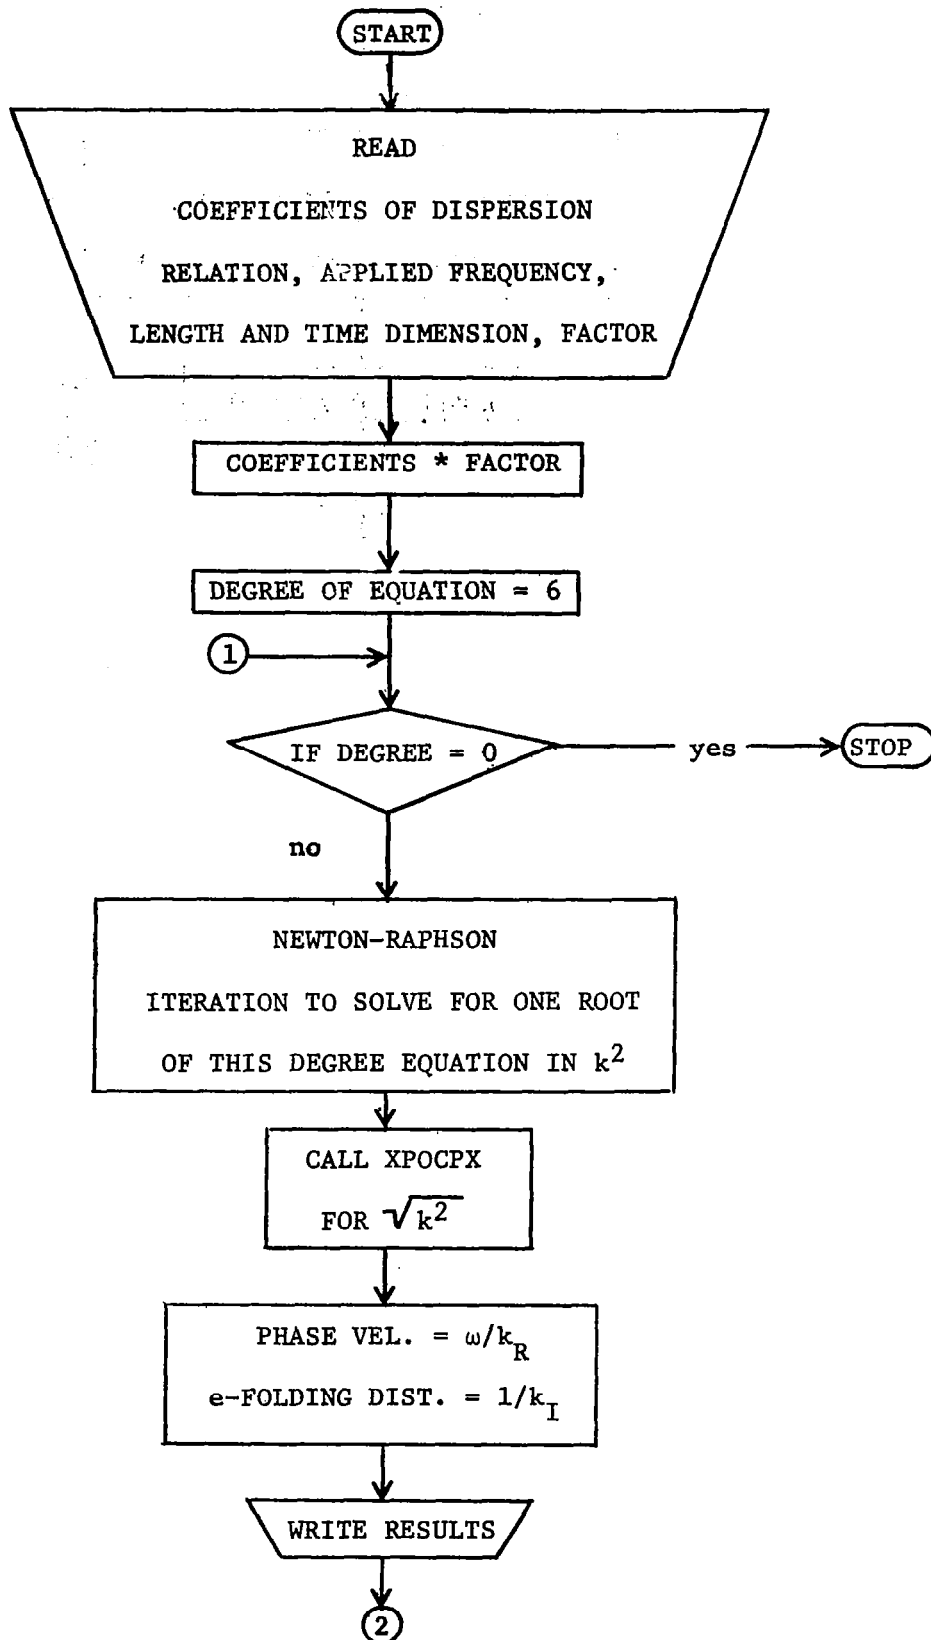 START
READ
COEFFICIENTS OF DISPERSION
RELATION, APPLIED FREQUENCY,
LENGTH AND TIME DIMENSION, FACTOR
COEFFICIENTS * FACTOR
DEGREE OF EQUATION = 6
1
IF DEGREE = 0
yes
STOP
no
NEWTON-RAPHSON
ITERATION TO SOLVE FOR ONE ROOT
OF THIS DEGREE EQUATION IN k²
CALL XPOCPX
FOR √k²
PHASE VEL. = ω/k_R
e-FOLDING DIST. = 1/k_I
WRITE RESULTS
2